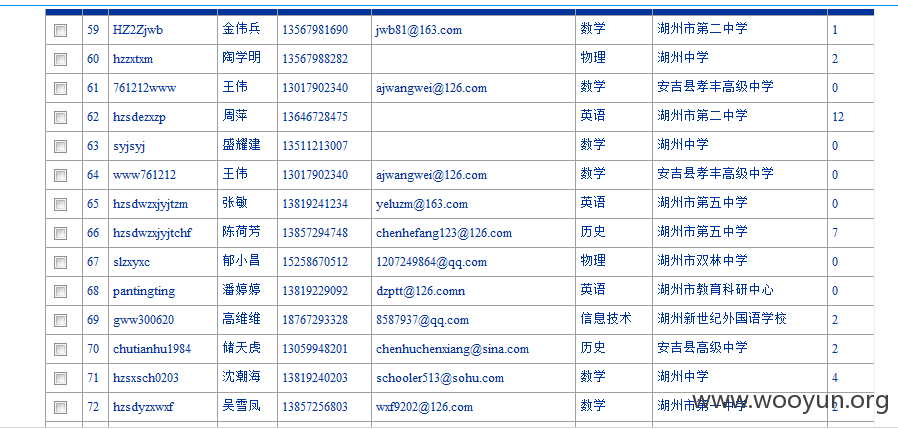 59 HZ2Zjwb 金伟兵 13567981690 jwb81@163.com 数学 湖州市第二中学 1
60 hzzxtxm 陶学明 13567988282 物理 湖州中学 2
61 761212www 王伟 13017902340 ajwangwei@126.com 数学 安吉县孝丰高级中学 0
62 hzsdezxzp 周萍 13646728475 英语 湖州市第二中学 12
63 syjsyj 盛耀建 13511213007 数学 湖州中学 0
64 www761212 王伟 13017902340 ajwangwei@126.com 数学 安吉县孝丰高级中学 0
65 hzsdwzxjyjtzm 张敏 13819241234 yeluzm@163.com 英语 湖州市第五中学 0
66 hzsdwzxjyjtchf 陈荷芳 13857294748 chenhefang123@126.com 历史 湖州市第五中学 7
67 slzxyxc 郁小昌 15258670512 1207249864@qq.com 物理 湖州市双林中学 0
68 pantingting 潘婷婷 13819229092 dzptt@126.comn 英语 湖州市教育科研中心 0
69 gww300620 高维维 18767293328 8587937@qq.com 信息技术 湖州新世纪外国语学校 2
70 chutianhu1984 储天虎 13059948201 chenhuchenxiang@sina.com 历史 安吉县高级中学 2
71 hzsxsch0203 沈潮海 13819240203 schooler513@sohu.com 数学 湖州中学 4
72 hzsdyzxwxf 吴雪凤 13857256803 wxf9202@126.com 数学 湖州市第一中学 2
www.wooyun.org